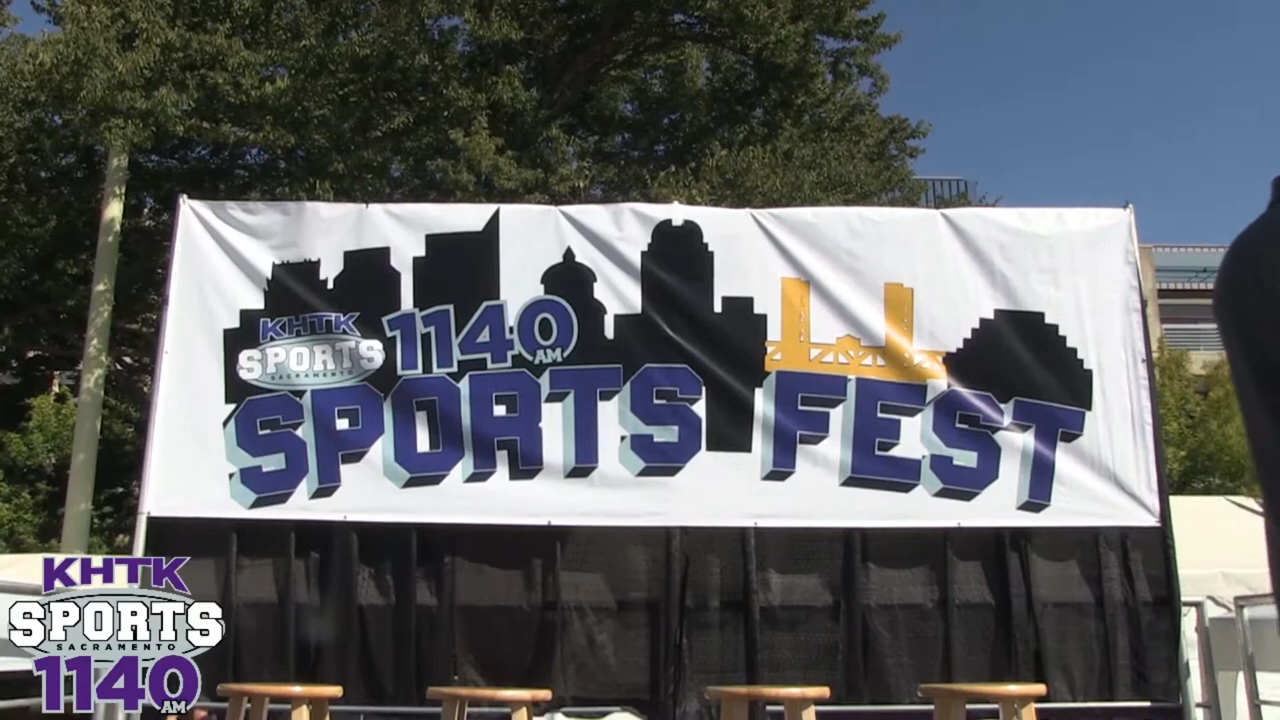 KHTK
SPORTS
SACRAMENTO
1140
AM
SPORTS FEST
KHTK
SPORTS
SACRAMENTO
1140
AM